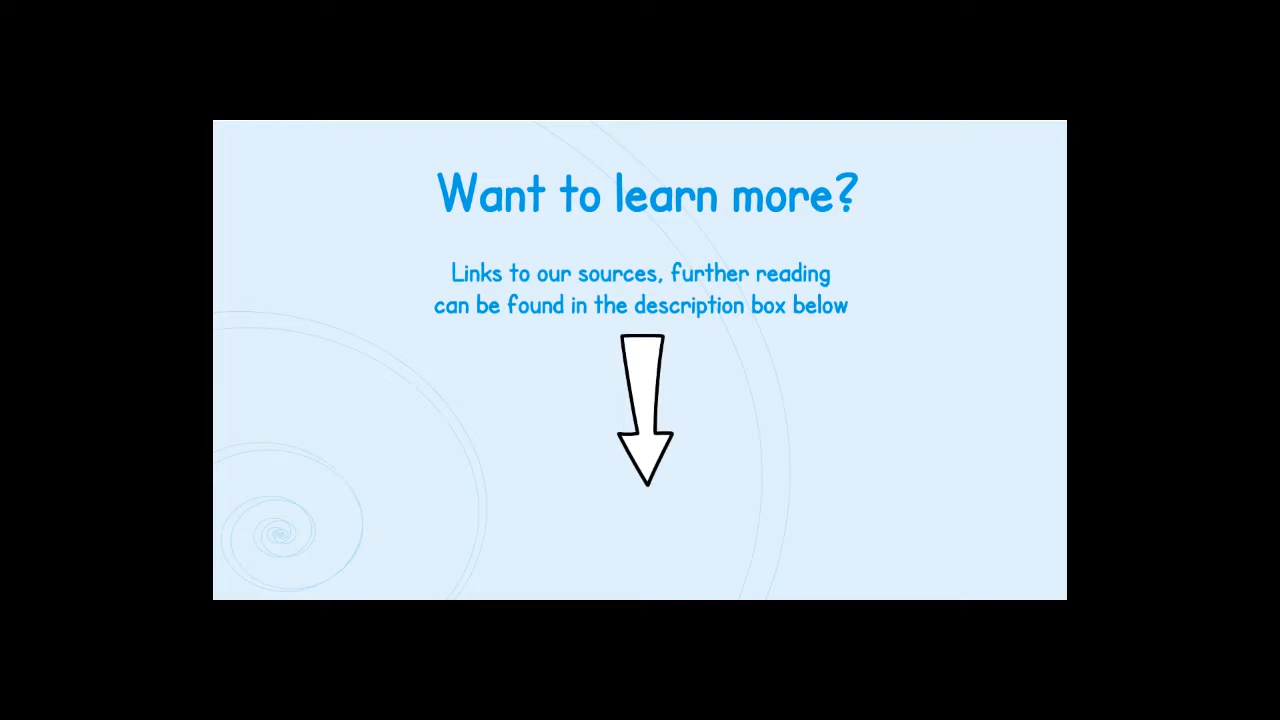 Want to learn more?
Links to our sources, further reading
can be found in the description box below